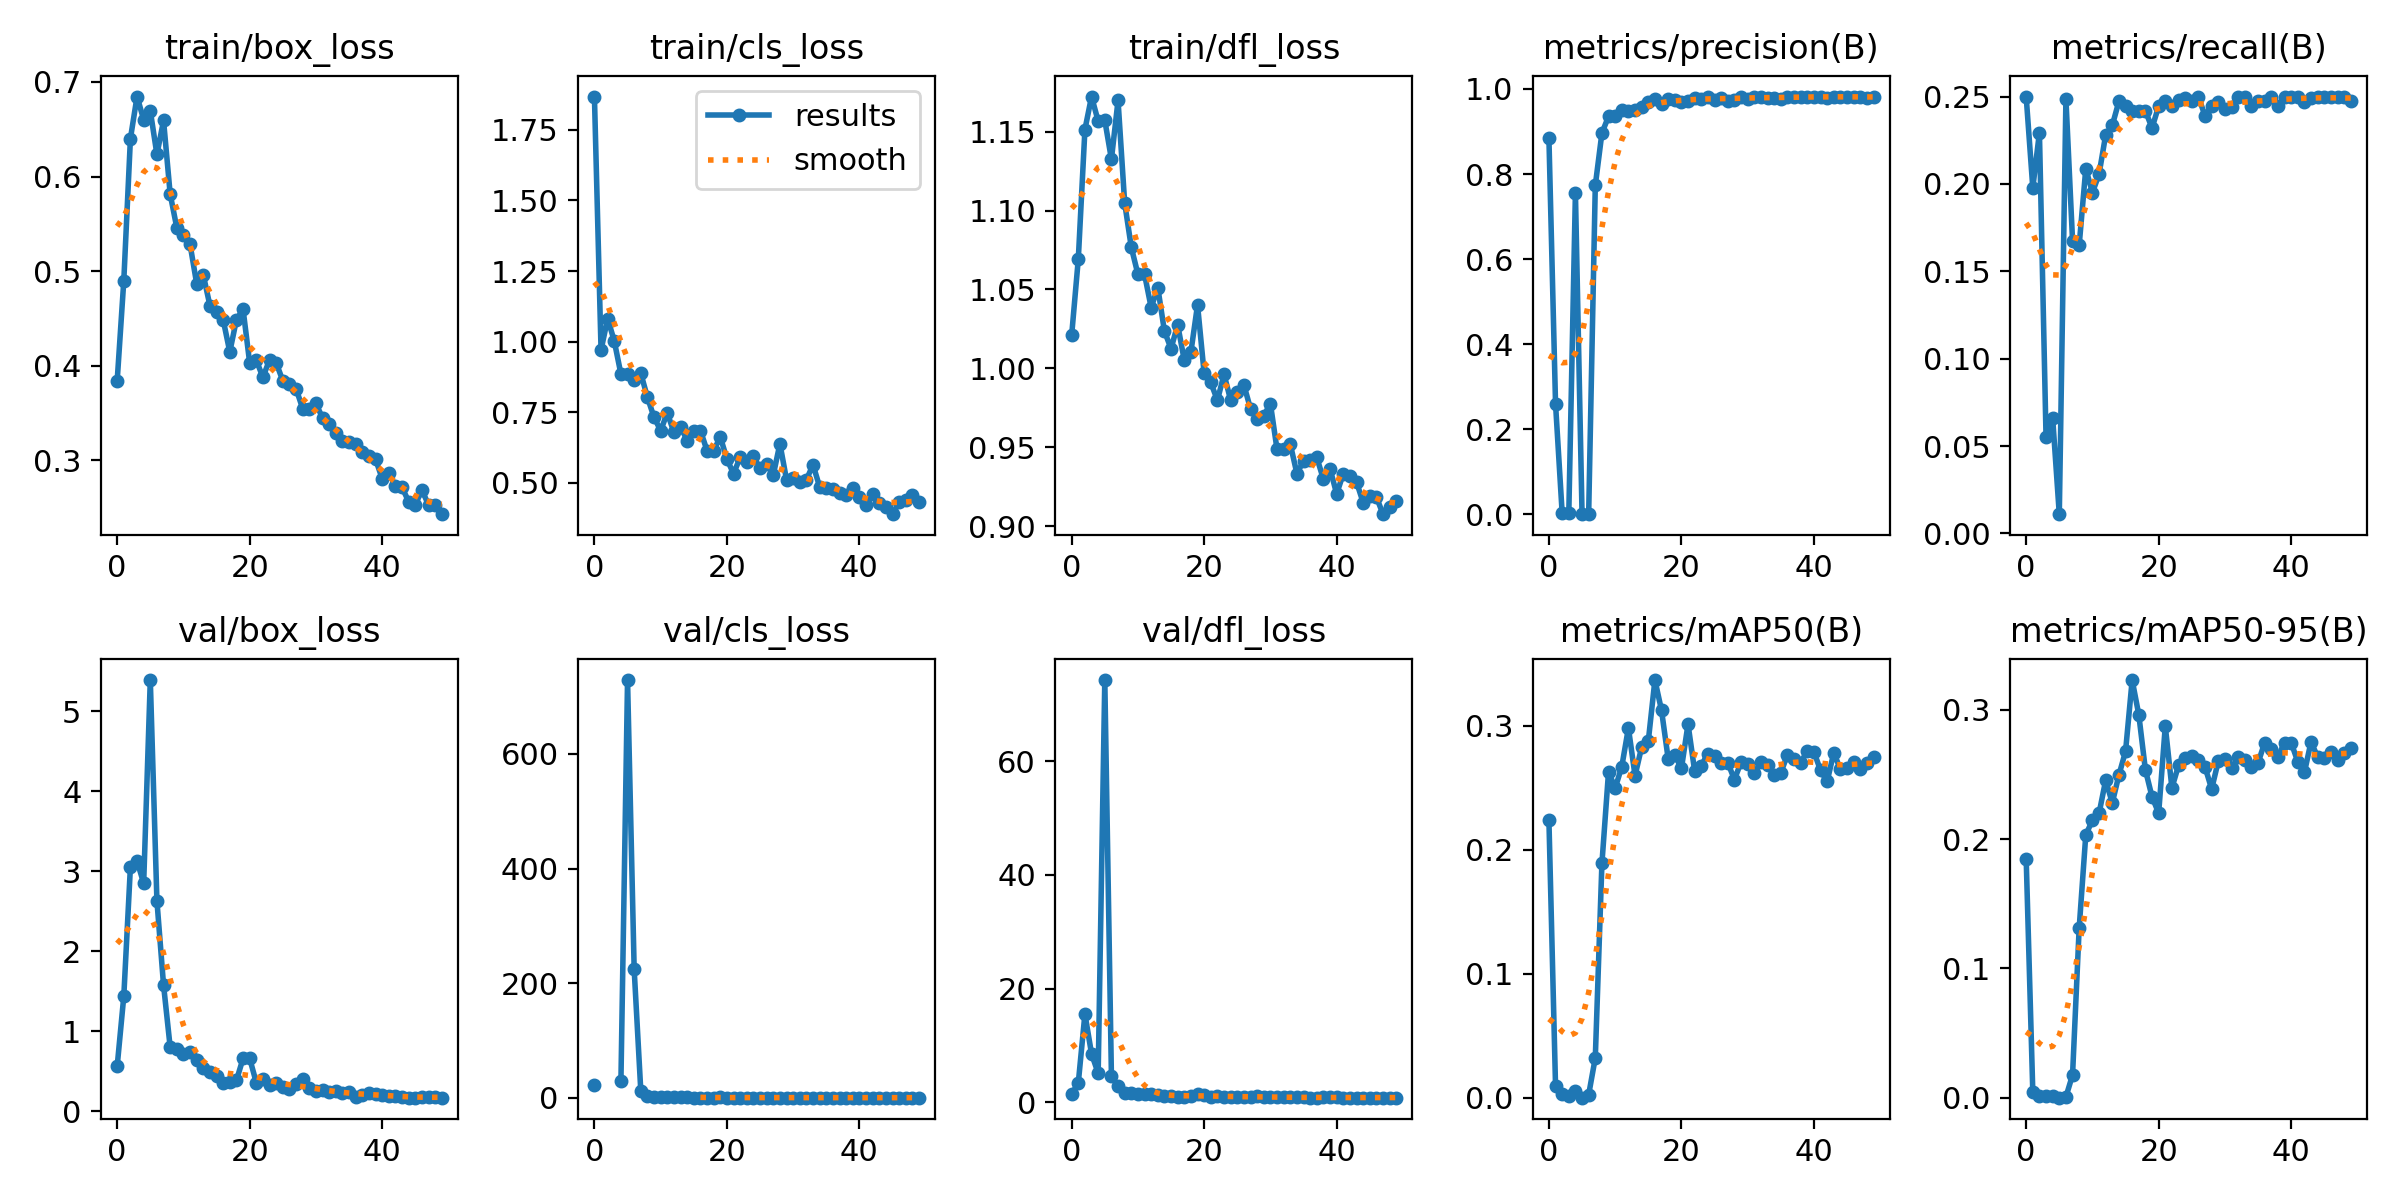 train/box_loss
0.7
0.6
0.5
0.4
0.3
0 20 40
train/cls_loss
results
smooth
1.75
1.50
1.25
1.00
0.75
0.50
0 20 40
train/dfl_loss
1.15
1.10
1.05
1.00
0.95
0.90
0 20 40
metrics/precision(B)
1.0
0.8
0.6
0.4
0.2
0.0
0 20 40
metrics/recall(B)
0.25
0.20
0.15
0.10
0.05
0.00
0 20 40
val/box_loss
5
4
3
2
1
0
0 20 40
val/cls_loss
600
400
200
0
0 20 40
val/dfl_loss
60
40
20
0
0 20 40
metrics/mAP50(B)
0.3
0.2
0.1
0.0
0 20 40
metrics/mAP50-95(B)
0.3
0.2
0.1
0.0
0 20 40